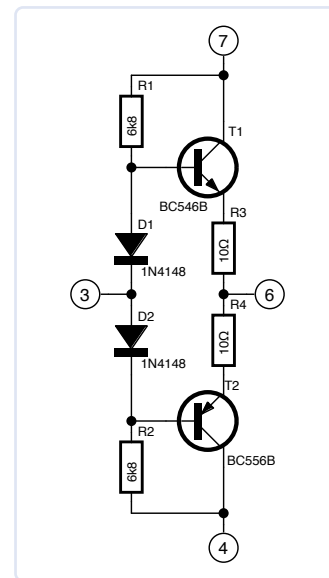 7
R1
6k8
T1
BC546B
R3
D1
10Ω
1N4148
3
6
R4
D2
10Ω
1N4148
T2
R2
6k8
BC556B
4